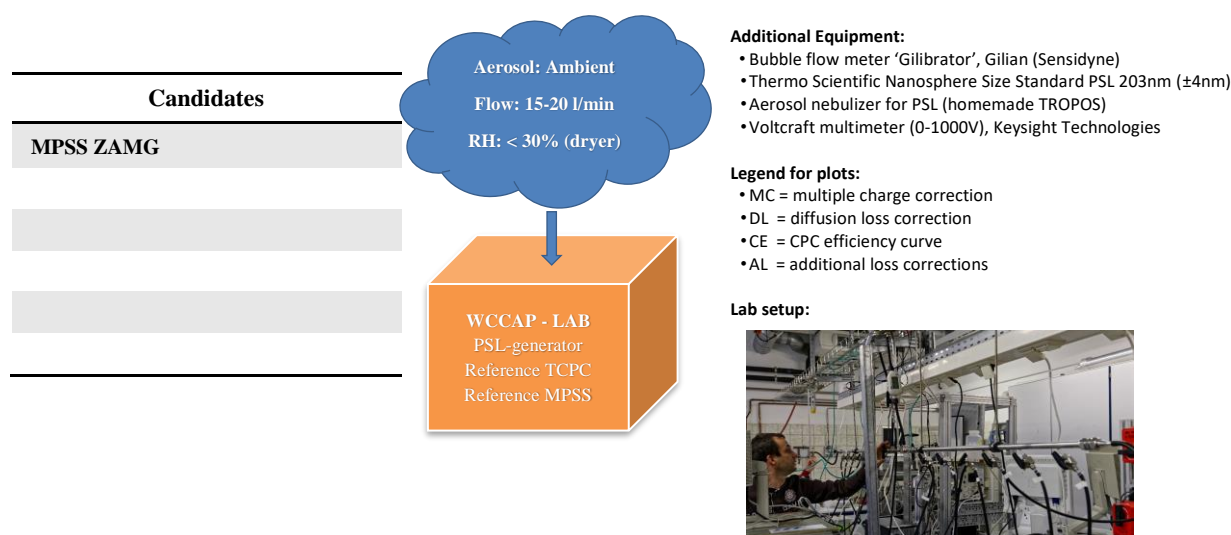 Candidates
MPSS ZAMG
Aerosol: Ambient
Flow: 15-20 l/min
RH: < 30% (dryer)
WCCAP - LAB
PSL-generator
Reference TCPC
Reference MPSS
Additional Equipment:
• Bubble flow meter ‘Gilibrator’, Gilian (Sensidyne)
• Thermo Scientific Nanosphere Size Standard PSL 203nm (±4nm)
• Aerosol nebulizer for PSL (homemade TROPOS)
• Voltcraft multimeter (0-1000V), Keysight Technologies
Legend for plots:
• MC = multiple charge correction
• DL = diffusion loss correction
• CE = CPC efficiency curve
• AL = additional loss corrections
Lab setup: